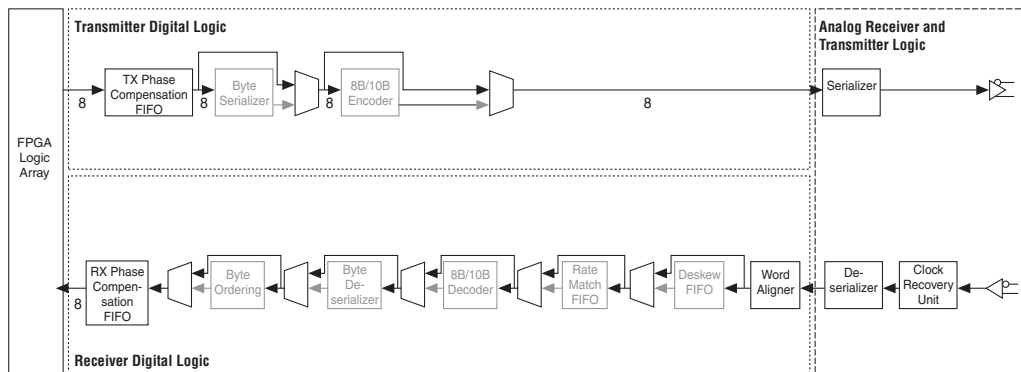 Transmitter Digital Logic
Analog Receiver and
Transmitter Logic
TX Phase
Compensation
FIFO
Byte
Serializer
8B/10B
Encoder
Serializer
8
8
8
8
FPGA
Logic
Array
RX Phase
Compen-
sation
FIFO
Byte
Ordering
Byte
De-
serializer
8B/10B
Decoder
Rate
Match
FIFO
Deskew
FIFO
Word
Aligner
De-
serializer
Clock
Recovery
Unit
8
Receiver Digital Logic